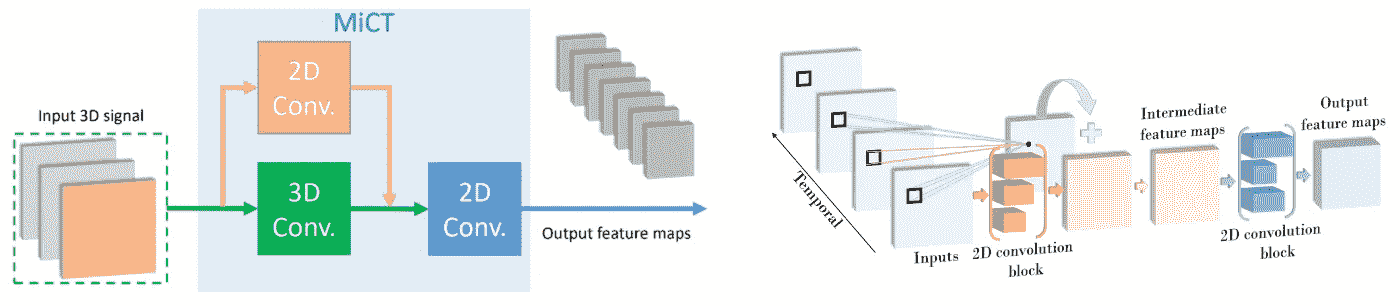 MiCT
2D
Conv.
Input 3D signal
3D
Conv.
2D
Conv.
Output feature maps
Temporal
Inputs
2D convolution
block
Intermediate
feature maps
Output
feature maps
2D convolution
block